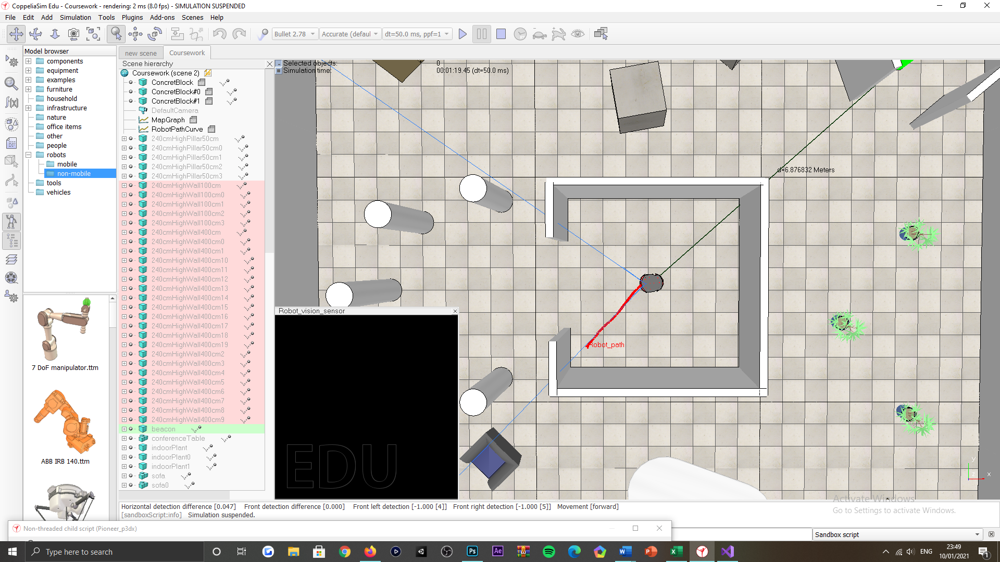 CoppeliaSim Edu - Coursework - rendering: 2 ms (8.0 fps) - SIMULATION SUSPENDED
File Edit Add Simulation Tools Plugins Add-ons Scenes Help
Bullet 2.78 Accurate (defaul dt=50.0 ms, ppf=1
Model browser
components
equipment
examples
furniture
household
infrastructure
nature
office items
other
people
robots
mobile
non-mobile
tools
vehicles
7 DoF manipulator.ttm
ABB IRB 140.ttm
new scene Coursework
Scene hierarchy
Coursework (scene 2)
ConcretBlock
ConcretBlock#0
ConcretBlock#1
DefaultCamera
MapGraph
RobotPathCurve
240cmHighPillar50cm
240cmHighPillar50cm0
240cmHighPillar50cm1
240cmHighPillar50cm2
240cmHighPillar50cm3
240cmHighWall100cm
240cmHighWall100cm0
240cmHighWall100cm1
240cmHighWall100cm2
240cmHighWall100cm3
240cmHighWall400cm
240cmHighWall400cm0
240cmHighWall400cm1
240cmHighWall400cm10
240cmHighWall400cm11
240cmHighWall400cm12
240cmHighWall400cm13
240cmHighWall400cm14
240cmHighWall400cm15
240cmHighWall400cm16
240cmHighWall400cm17
240cmHighWall400cm18
240cmHighWall400cm19
240cmHighWall400cm2
240cmHighWall400cm3
240cmHighWall400cm4
240cmHighWall400cm5
240cmHighWall400cm6
240cmHighWall400cm7
240cmHighWall400cm8
240cmHighWall400cm9
beacon
conferenceTable
indoorPlant
indoorPlant0
indoorPlant1
sofa
sofa0
Selected objects: 0
Simulation time: 00:01:19.45 (dt=50.0 ms)
d=6.876832 Meters
Robot_path
Robot_vision_sensor
EDU
y
z x
Activate Windows
Go to Settings to activate Windows.
Horizontal detection difference [0.047] Front detection difference [0.000] Front left detection [-1.000 [4]] Front right detection [-1.000 [5]] Movement [forward]
[sandboxScript:info] Simulation suspended.
Non-threaded child script (Pioneer_p3dx)
Sandbox script
Type here to search
ENG
23:49
10/01/2021